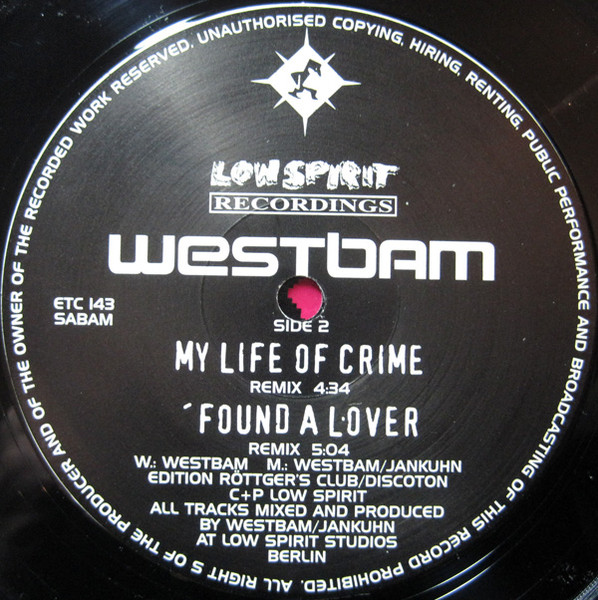 ALL RIGHT S OF THE PRODUCER AND OF THE OWNER OF THE RECORDED WORK RESERVED. UNAUTHORISED COPYING, HIRING, RENTING, PUBLIC PERFORMANCE AND BROADCASTING OF THIS RECORD PROHIBITED.
LOW SPIRIT
RECORDINGS
WESTBAM
ETC 143
SABAM
SIDE 2
MY LIFE OF CRIME
REMIX 4:34
´FOUND A LOVER
REMIX 5:04
W.: WESTBAM M.: WESTBAM/JANKUHN
EDITION RÖTTGER'S CLUB/DISCOTON
C+P LOW SPIRIT
ALL TRACKS MIXED AND PRODUCED
BY WESTBAM/JANKUHN
AT LOW SPIRIT STUDIOS
BERLIN